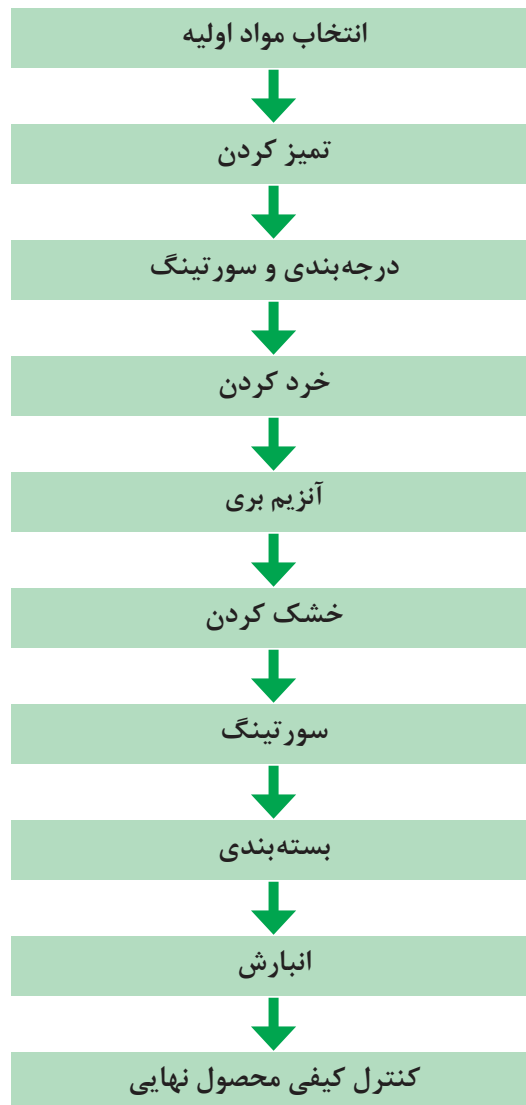 انتخاب مواد اولیه
تمیز کردن
درجه‌بندی و سورتینگ
خرد کردن
آنزیم بری
خشک کردن
سورتینگ
بسته‌بندی
انبارش
کنترل کیفی محصول نهایی